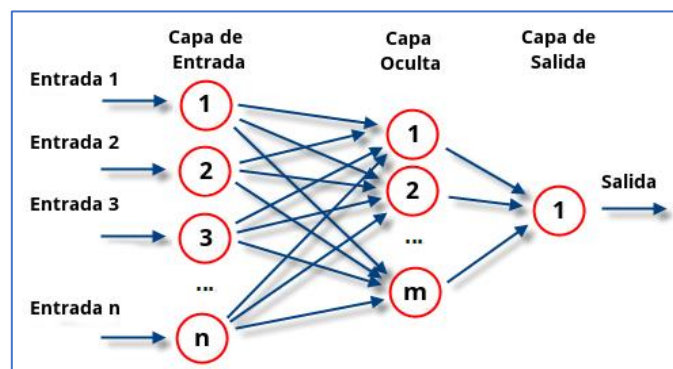 Capa de
Entrada
Capa
Oculta
Capa de
Salida
Entrada 1
1
Entrada 2
2
Entrada 3
3
...
Entrada n
n
1
2
...
m
1
Salida